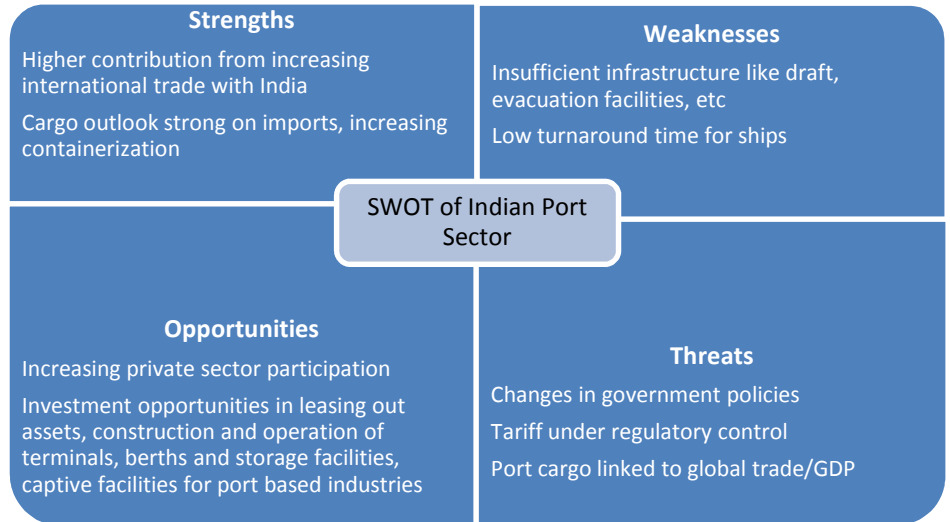 Strengths
Higher contribution from increasing
international trade with India
Cargo outlook strong on imports, increasing
containerization
Weaknesses
Insufficient infrastructure like draft,
evacuation facilities, etc
Low turnaround time for ships
SWOT of Indian Port
Sector
Opportunities
Increasing private sector participation
Investment opportunities in leasing out
assets, construction and operation of
terminals, berths and storage facilities,
captive facilities for port based industries
Threats
Changes in government policies
Tariff under regulatory control
Port cargo linked to global trade/GDP